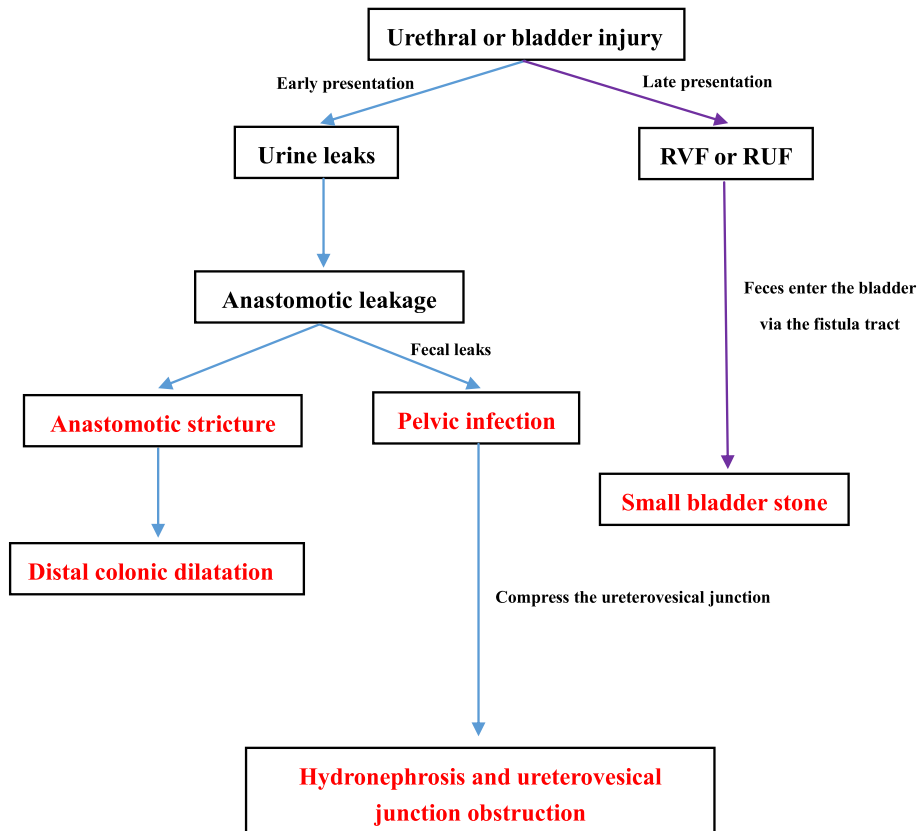 Urethral or bladder injury
Early presentation
Late presentation
Urine leaks
RVF or RUF
Anastomotic leakage
Feces enter the bladder
via the fistula tract
Fecal leaks
Anastomotic stricture
Pelvic infection
Small bladder stone
Distal colonic dilatation
Compress the ureterovesical junction
Hydronephrosis and ureterovesical
junction obstruction